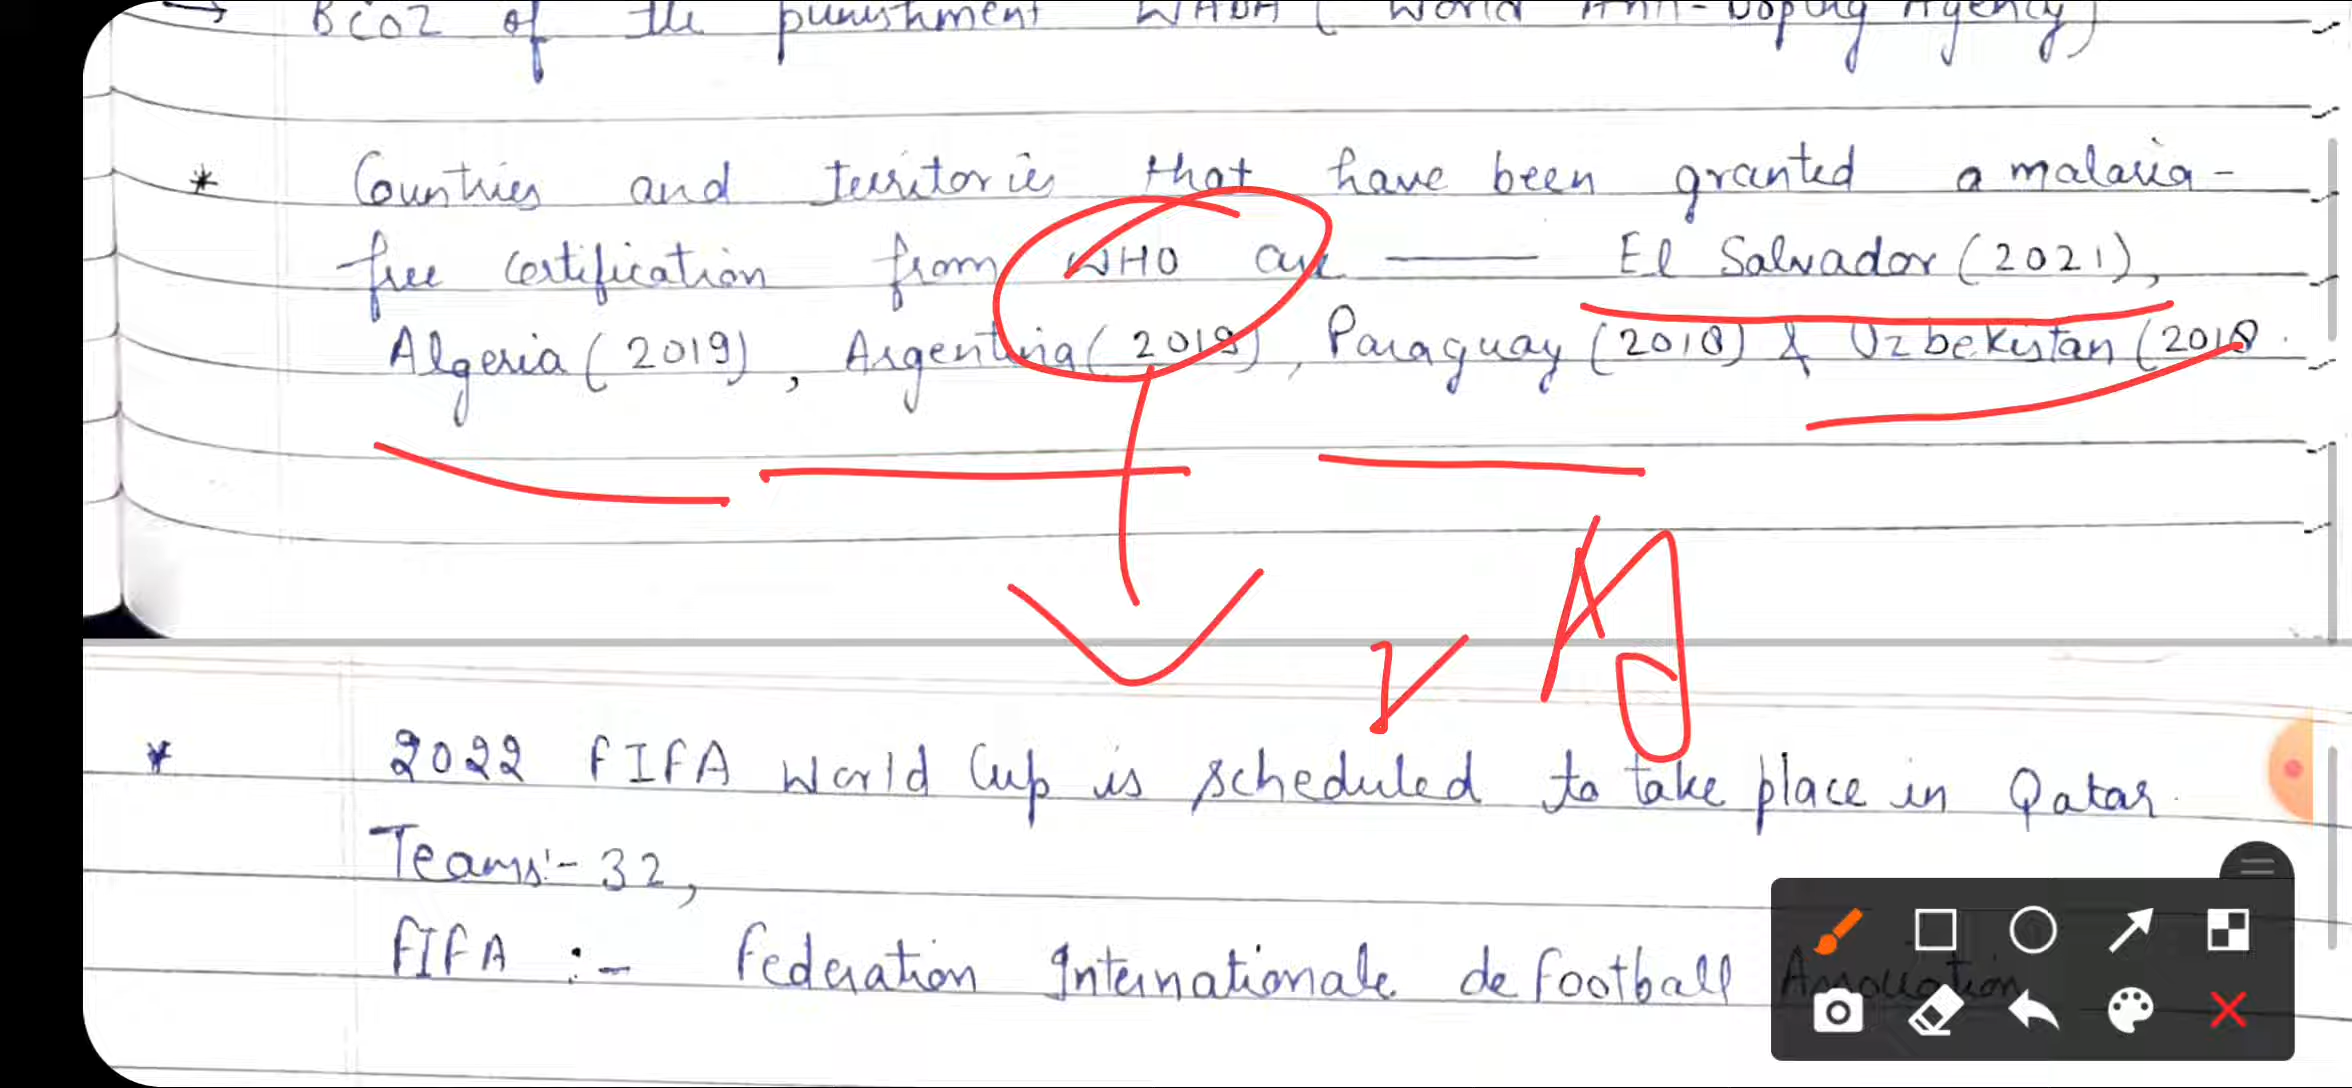 → BCOZ of the punishment WADA ( World Anti-Doping Agency)
* Countries and territories that have been granted a malaria-
free certification from WHO are —— El Salvador (2021),
Algeria (2019), Argentina (2019), Paraguay (2018) & Uzbekistan (2018
* 2022 FIFA World Cup is scheduled to take place in Qatar.
Teams:- 32,
FIFA :- Federation Internationale de Football Association